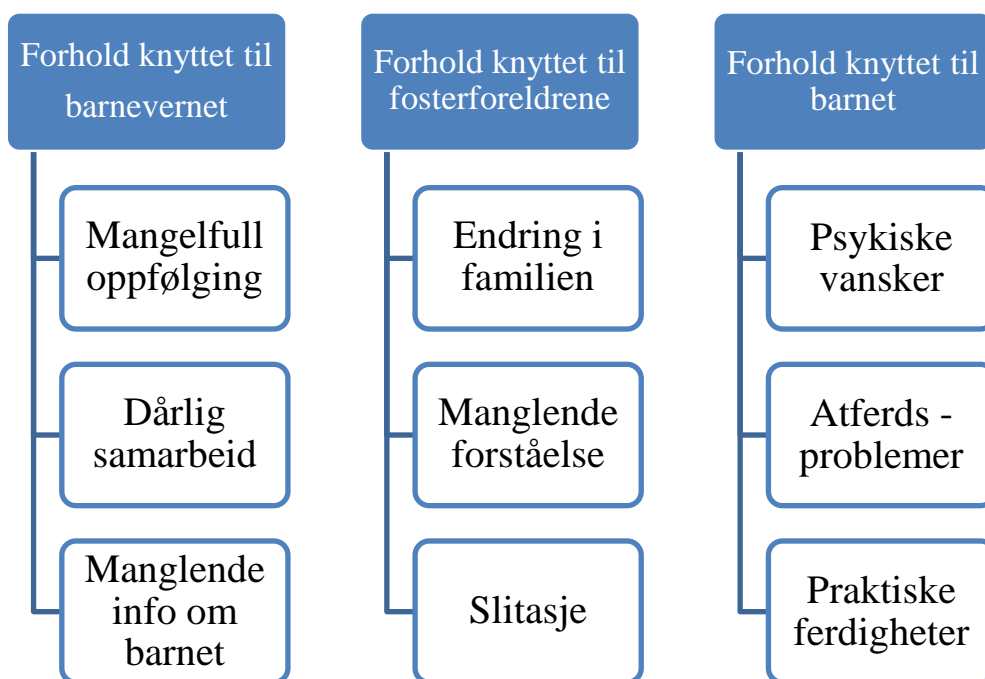 Forhold knyttet til
barnevernet
Mangelfull
oppfølging
Dårlig
samarbeid
Manglende
info om
barnet
Forhold knyttet til
fosterforeldrene
Endring i
familien
Manglende
forståelse
Slitasje
Forhold knyttet til
barnet
Psykiske
vansker
Atferds -
problemer
Praktiske
ferdigheter